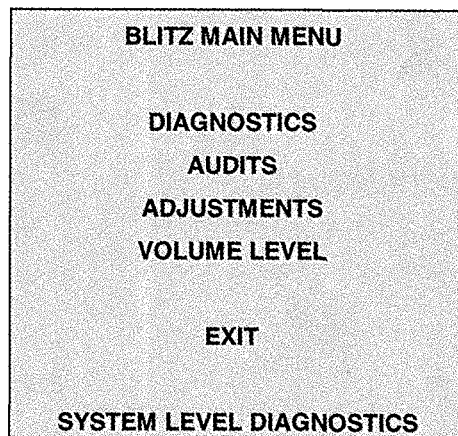 BLITZ MAIN MENU
DIAGNOSTICS
AUDITS
ADJUSTMENTS
VOLUME LEVEL
EXIT
SYSTEM LEVEL DIAGNOSTICS